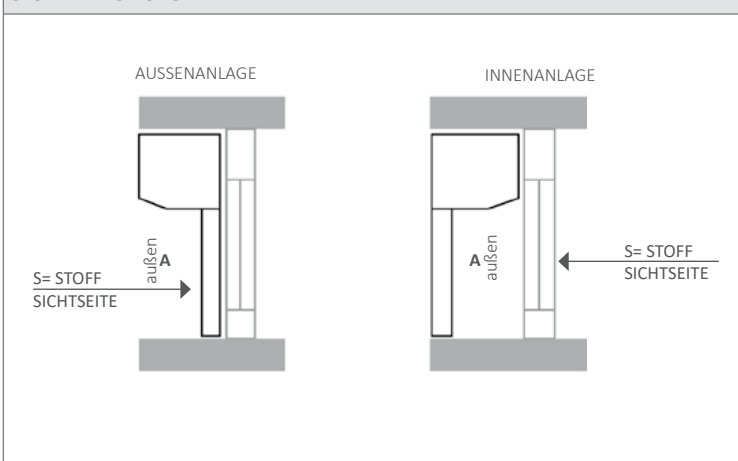 AUSSENANLAGE
INNENANLAGE
außen
A
S= STOFF
SICHTSEITE
A
außen
S= STOFF
SICHTSEITE